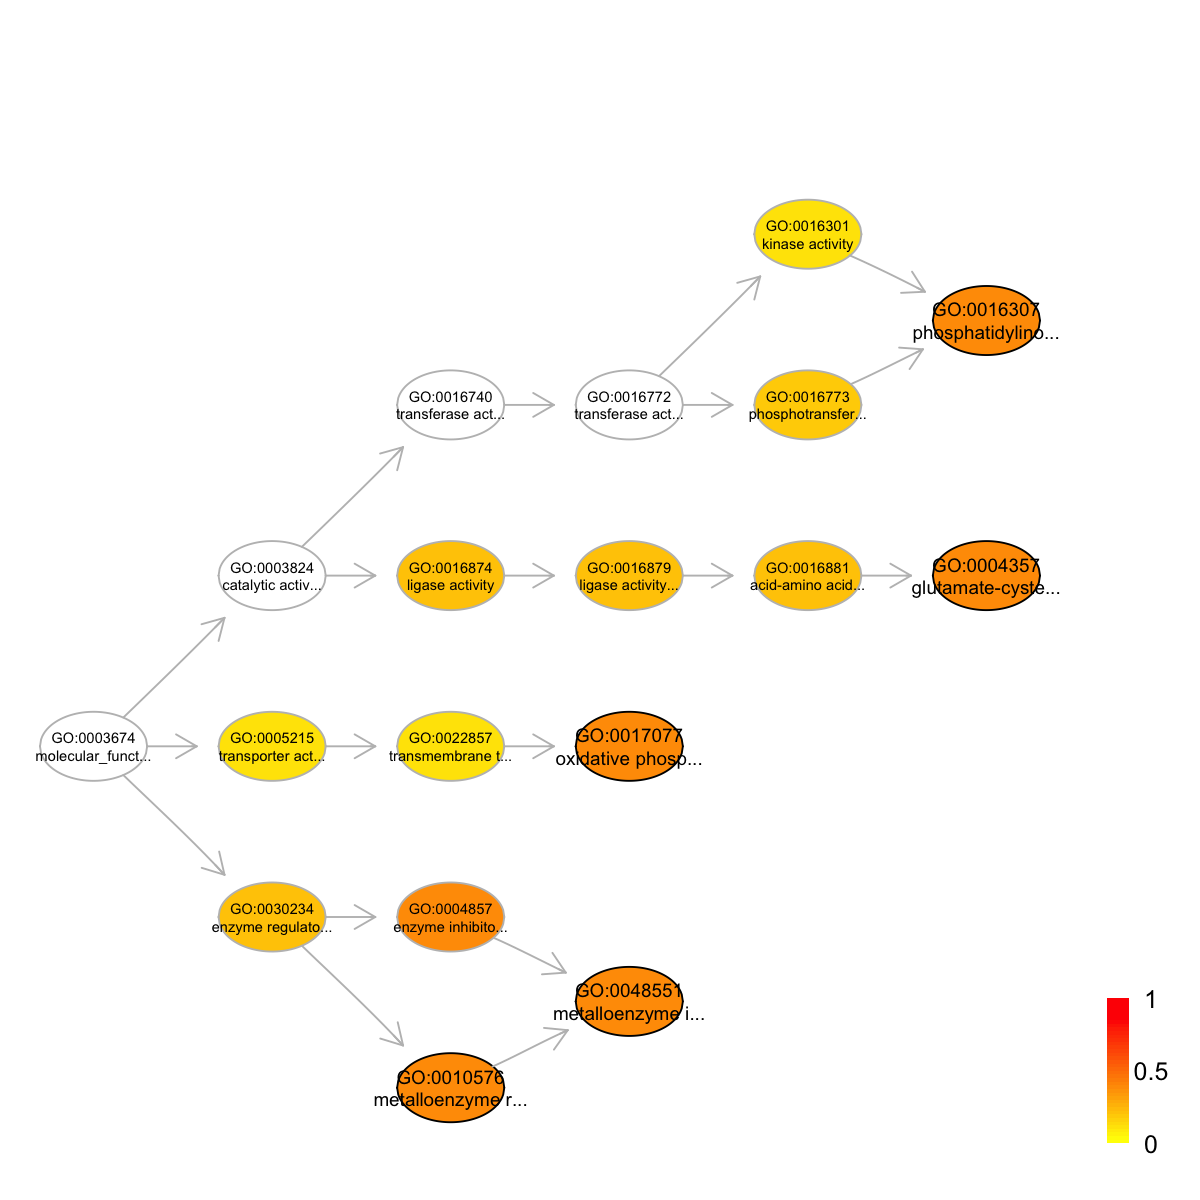 GO:0016301
kinase activity
GO:0016307
phosphatidylino...
GO:0016740
transferase act...
GO:0016772
transferase act...
GO:0016773
phosphotransfer...
GO:0003824
catalytic activ...
GO:0016874
ligase activity
GO:0016879
ligase activity...
GO:0016881
acid-amino acid...
GO:0004357
glutamate-cyste...
GO:0003674
molecular_funct...
GO:0005215
transporter act...
GO:0022857
transmembrane t...
GO:0017077
oxidative phosp...
GO:0030234
enzyme regulato...
GO:0004857
enzyme inhibito...
GO:0048551
metalloenzyme i...
GO:0010576
metalloenzyme r...
1
0.5
0